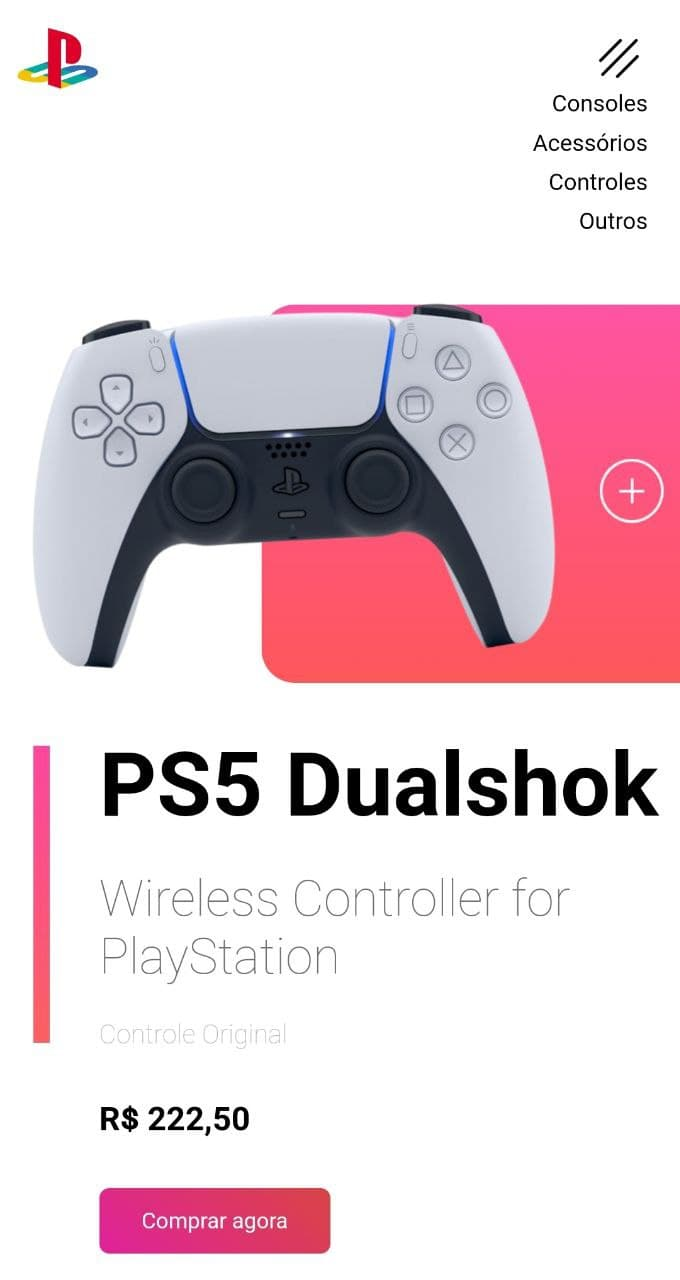 Consoles
Acessórios
Controles
Outros
PS5 Dualshok
Wireless Controller for
PlayStation
Controle Original
R$ 222,50
Comprar agora